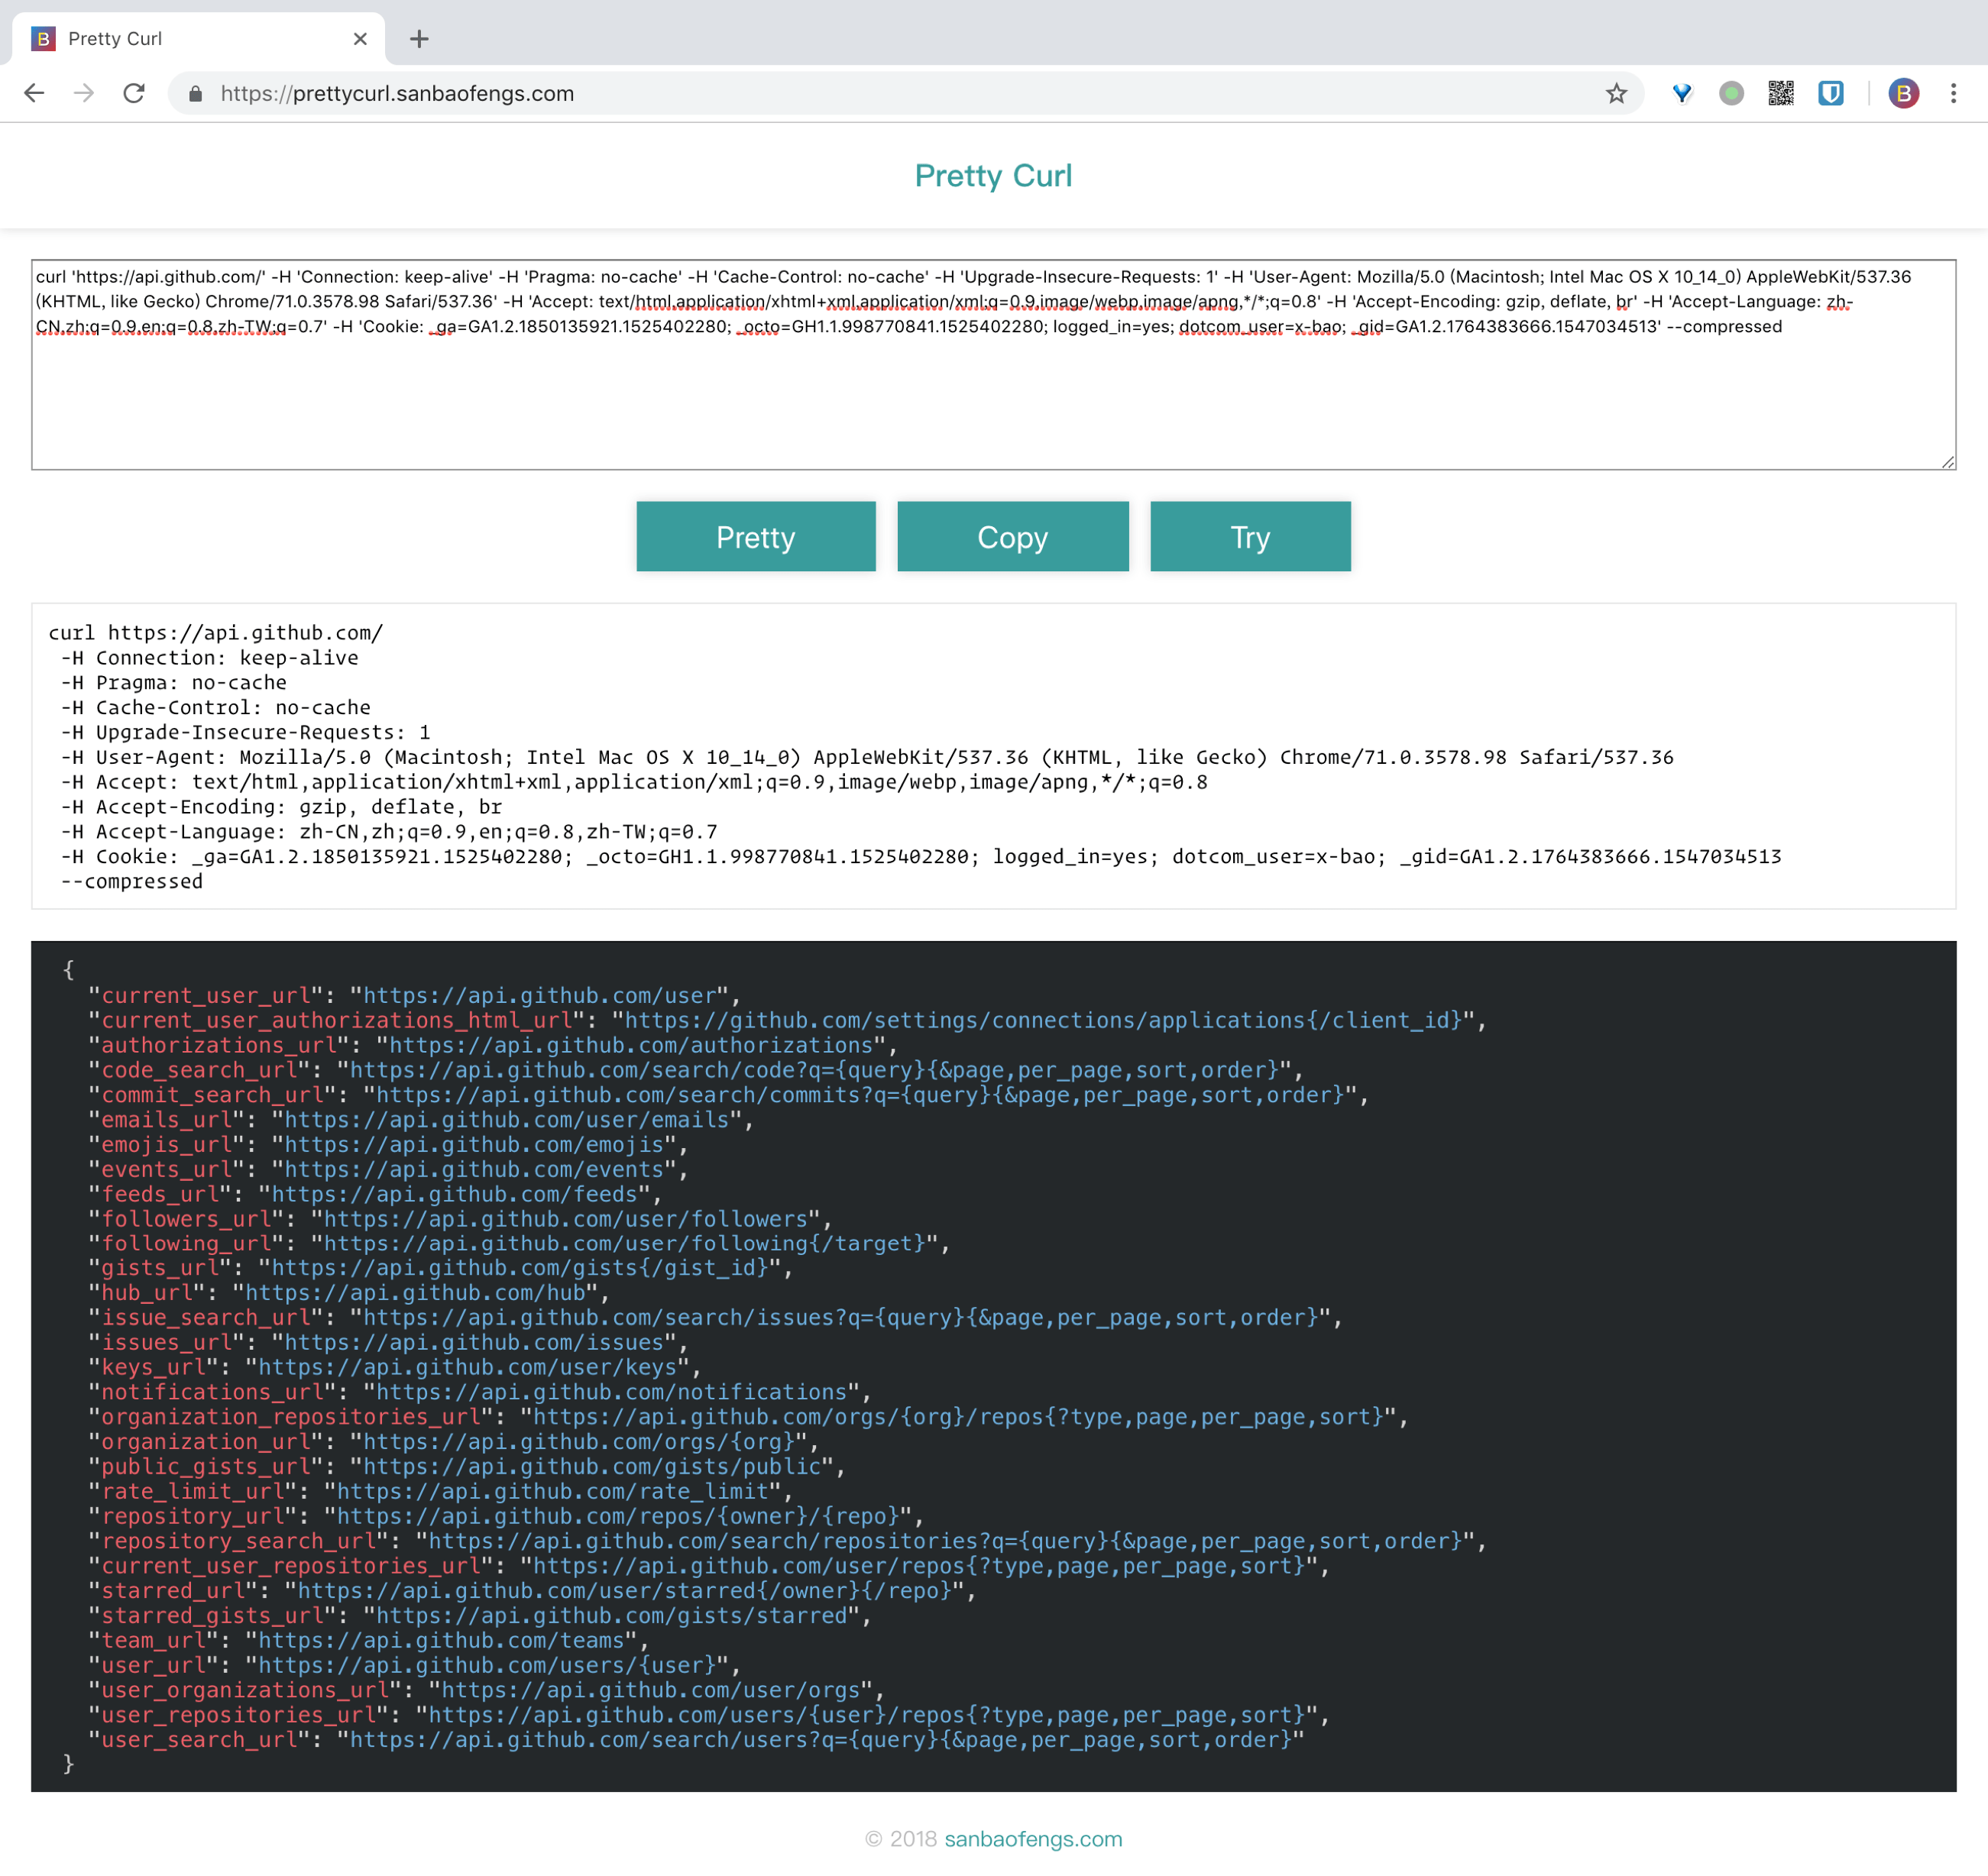 B Pretty Curl
https://prettycurl.sanbaofengs.com B
Pretty Curl
curl 'https://api.github.com/' -H 'Connection: keep-alive' -H 'Pragma: no-cache' -H 'Cache-Control: no-cache' -H 'Upgrade-Insecure-Requests: 1' -H 'User-Agent: Mozilla/5.0 (Macintosh; Intel Mac OS X 10_14_0) AppleWebKit/537.36
(KHTML, like Gecko) Chrome/71.0.3578.98 Safari/537.36' -H 'Accept: text/html,application/xhtml+xml,application/xml;q=0.9,image/webp,image/apng,*/*;q=0.8' -H 'Accept-Encoding: gzip, deflate, br' -H 'Accept-Language: zh-
CN,zh;q=0.9,en;q=0.8,zh-TW;q=0.7' -H 'Cookie: _ga=GA1.2.1850135921.1525402280; _octo=GH1.1.998770841.1525402280; logged_in=yes; dotcom_user=x-bao; _gid=GA1.2.1764383666.1547034513' --compressed
Pretty Copy Try
curl https://api.github.com/
-H Connection: keep-alive
-H Pragma: no-cache
-H Cache-Control: no-cache
-H Upgrade-Insecure-Requests: 1
-H User-Agent: Mozilla/5.0 (Macintosh; Intel Mac OS X 10_14_0) AppleWebKit/537.36 (KHTML, like Gecko) Chrome/71.0.3578.98 Safari/537.36
-H Accept: text/html,application/xhtml+xml,application/xml;q=0.9,image/webp,image/apng,*/*;q=0.8
-H Accept-Encoding: gzip, deflate, br
-H Accept-Language: zh-CN,zh;q=0.9,en;q=0.8,zh-TW;q=0.7
-H Cookie: _ga=GA1.2.1850135921.1525402280; _octo=GH1.1.998770841.1525402280; logged_in=yes; dotcom_user=x-bao; _gid=GA1.2.1764383666.1547034513
--compressed
{
"current_user_url": "https://api.github.com/user",
"current_user_authorizations_html_url": "https://github.com/settings/connections/applications{/client_id}",
"authorizations_url": "https://api.github.com/authorizations",
"code_search_url": "https://api.github.com/search/code?q={query}{&page,per_page,sort,order}",
"commit_search_url": "https://api.github.com/search/commits?q={query}{&page,per_page,sort,order}",
"emails_url": "https://api.github.com/user/emails",
"emojis_url": "https://api.github.com/emojis",
"events_url": "https://api.github.com/events",
"feeds_url": "https://api.github.com/feeds",
"followers_url": "https://api.github.com/user/followers",
"following_url": "https://api.github.com/user/following{/target}",
"gists_url": "https://api.github.com/gists{/gist_id}",
"hub_url": "https://api.github.com/hub",
"issue_search_url": "https://api.github.com/search/issues?q={query}{&page,per_page,sort,order}",
"issues_url": "https://api.github.com/issues",
"keys_url": "https://api.github.com/user/keys",
"notifications_url": "https://api.github.com/notifications",
"organization_repositories_url": "https://api.github.com/orgs/{org}/repos{?type,page,per_page,sort}",
"organization_url": "https://api.github.com/orgs/{org}",
"public_gists_url": "https://api.github.com/gists/public",
"rate_limit_url": "https://api.github.com/rate_limit",
"repository_url": "https://api.github.com/repos/{owner}/{repo}",
"repository_search_url": "https://api.github.com/search/repositories?q={query}{&page,per_page,sort,order}",
"current_user_repositories_url": "https://api.github.com/user/repos{?type,page,per_page,sort}",
"starred_url": "https://api.github.com/user/starred{/owner}{/repo}",
"starred_gists_url": "https://api.github.com/gists/starred",
"team_url": "https://api.github.com/teams",
"user_url": "https://api.github.com/users/{user}",
"user_organizations_url": "https://api.github.com/user/orgs",
"user_repositories_url": "https://api.github.com/users/{user}/repos{?type,page,per_page,sort}",
"user_search_url": "https://api.github.com/search/users?q={query}{&page,per_page,sort,order}"
}
© 2018 sanbaofengs.com